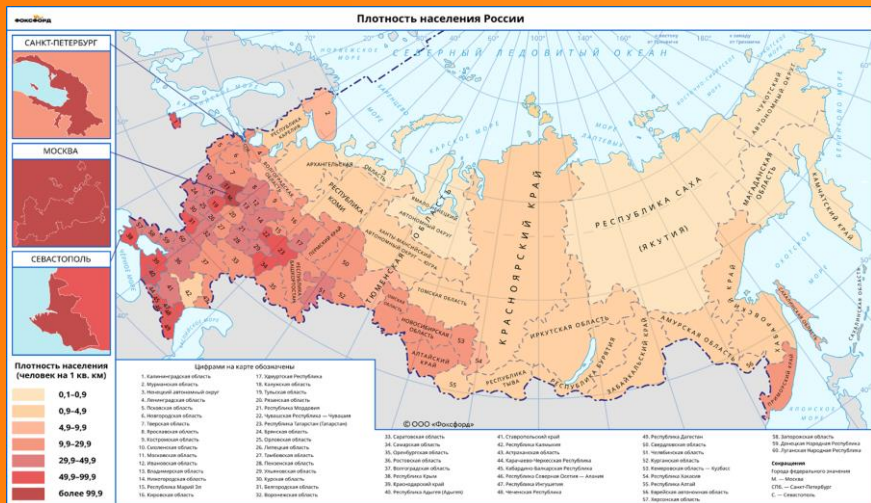 ФОКСФОРД
Плотность населения России
САНКТ-ПЕТЕРБУРГ
МОСКВА
СЕВАСТОПОЛЬ
СЕВЕРНЫЙ ЛЕДОВИТЫЙ ОКЕАН
КАРСКОЕ МОРЕ
ЧУКОТСКИЙ
АВТОНОМНЫЙ ОКРУГ
РЕСПУБЛИКА
КАРЕЛИЯ
АРХАНГЕЛЬСКАЯ
ОБЛАСТЬ
РЕСПУБЛИКА
КОМИ
КРАСНОЯРСКИЙ КРАЙ
РЕСПУБЛИКА САХА
(ЯКУТИЯ)
МАГАДАНСКАЯ
ОБЛАСТЬ
КАМЧАТСКИЙ КРАЙ
ПЕРМСКИЙ КРАЙ
ТЮМЕНСКАЯ ОБЛАСТЬ
ТОМСКАЯ ОБЛАСТЬ
НОВОСИБИРСКАЯ
ОБЛАСТЬ
АЛТАЙСКИЙ
КРАЙ
ИРКУТСКАЯ ОБЛАСТЬ
РЕСПУБЛИКА
ТЫВА
РЕСПУБЛИКА БУРЯТИЯ
ЗАБАЙКАЛЬСКИЙ КРАЙ
АМУРСКАЯ ОБЛАСТЬ
ПРИМОРСКИЙ КРАЙ
ОХОТСКОЕ МОРЕ
ЯПОНСКОЕ МОРЕ
Плотность населения
(человек на 1 кв. км)
0,1–0,9
0,9–4,9
4,9–9,9
9,9–29,9
29,9–49,9
49,9–99,9
более 99,9
Цифрами на карте обозначены
1. Калининградская область
2. Мурманская область
3. Ненецкий автономный округ
4. Ленинградская область
5. Псковская область
6. Новгородская область
7. Тверская область
8. Ярославская область
9. Костромская область
10. Смоленская область
11. Московская область
12. Ивановская область
13. Владимирская область
14. Нижегородская область
15. Республика Марий Эл
16. Кировская область
17. Удмуртская Республика
18. Калужская область
19. Тульская область
20. Рязанская область
21. Республика Мордовия
22. Чувашская Республика — Чувашия
23. Республика Татарстан (Татарстан)
24. Брянская область
25. Орловская область
26. Липецкая область
27. Тамбовская область
28. Пензенская область
29. Ульяновская область
30. Курская область
31. Белгородская область
32. Воронежская область
© ООО «Фоксфорд»
33. Саратовская область
34. Самарская область
35. Оренбургская область
36. Ростовская область
37. Волгоградская область
38. Республика Крым
39. Краснодарский край
40. Республика Адыгея (Адыгея)
41. Ставропольский край
42. Республика Калмыкия
43. Астраханская область
44. Карачаево-Черкесская Республика
45. Кабардино-Балкарская Республика
46. Республика Северная Осетия — Алания
47. Республика Ингушетия
48. Чеченская Республика
49. Республика Дагестан
50. Свердловская область
51. Челябинская область
52. Курганская область
53. Кемеровская область — Кузбасс
54. Республика Хакасия
55. Республика Алтай
56. Еврейская автономная область
57. Херсонская область
58. Запорожская область
59. Донецкая Народная Республика
60. Луганская Народная Республика
Сокращения
Города федерального значения
М. — Москва
СПб. — Санкт-Петербург
С. — Севастополь